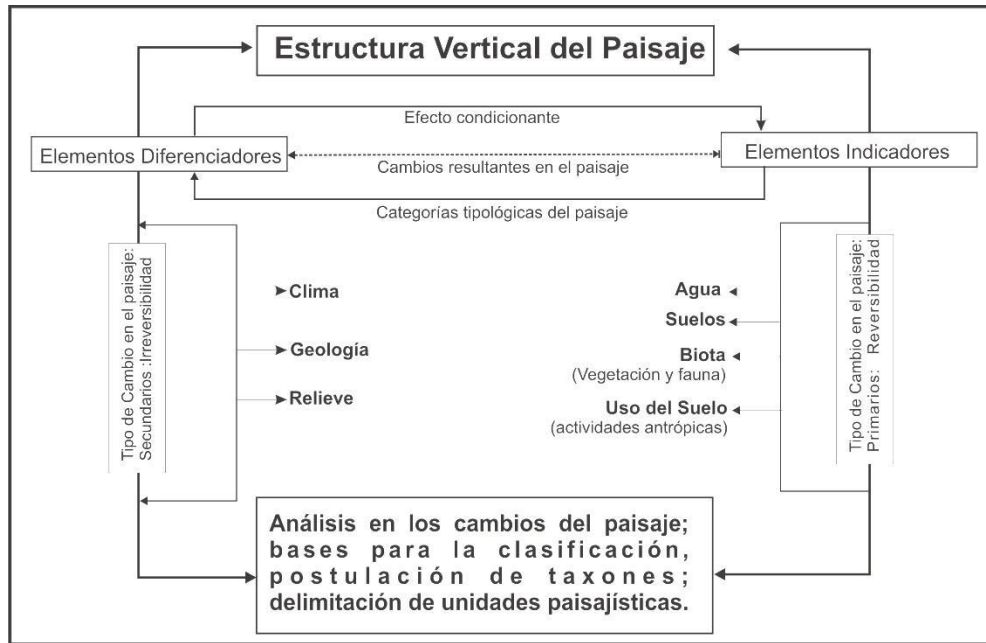 Estructura Vertical del Paisaje
Efecto condicionante
Elementos Diferenciadores
Elementos Indicadores
Cambios resultantes en el paisaje
Categorías tipológicas del paisaje
Tipo de Cambio en el paisaje:
Secundarios :Irreversibilidad
Clima
Geología
Relieve
Agua
Suelos
Biota
(Vegetación y fauna)
Uso del Suelo
(actividades antrópicas)
Tipo de Cambio en el paisaje:
Primarios: Reversibilidad
Análisis en los cambios del paisaje;
bases para la clasificación,
postulación de taxones;
delimitación de unidades paisajísticas.